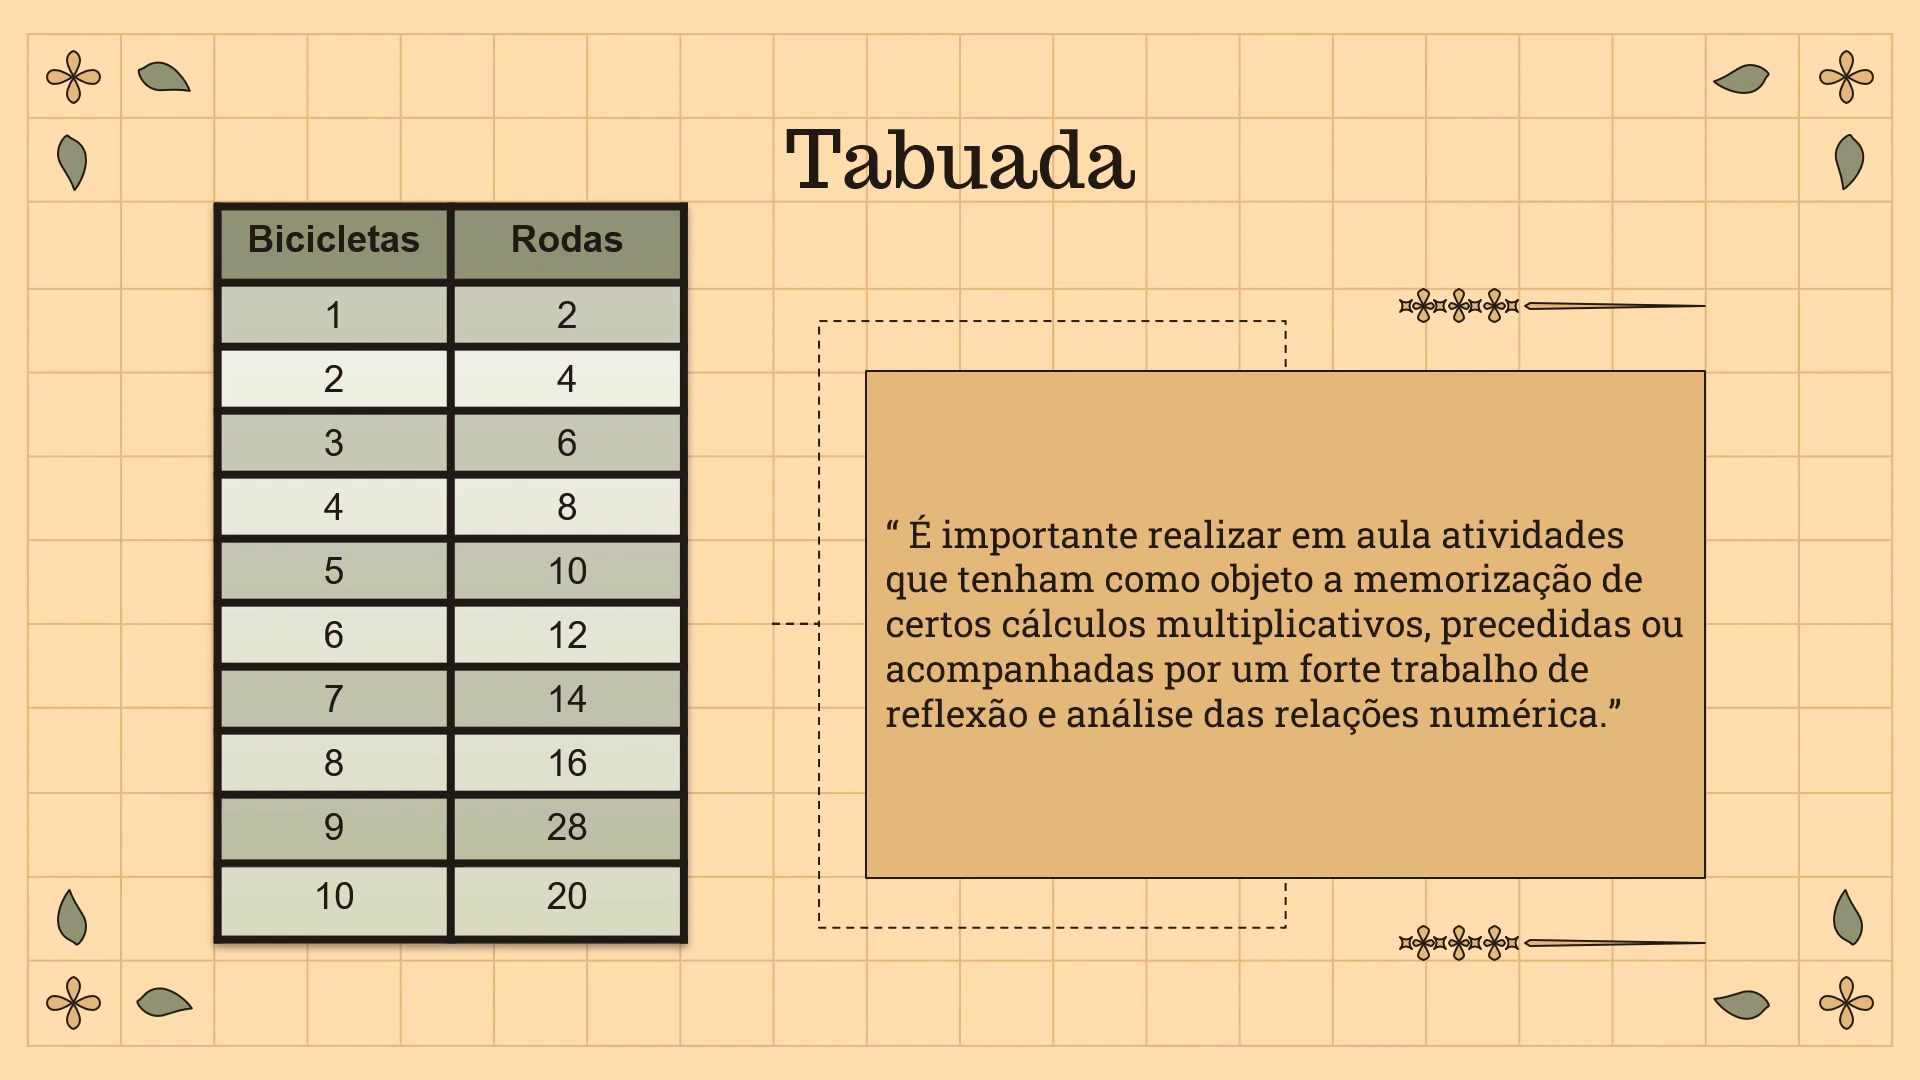 Tabuada
Bicicletas Rodas
1 2
2 4
3 6
4 8
5 10
6 12
7 14
8 16
9 28
10 20
“ É importante realizar em aula atividades
que tenham como objeto a memorização de
certos cálculos multiplicativos, precedidas ou
acompanhadas por um forte trabalho de
reflexão e análise das relações numérica.”